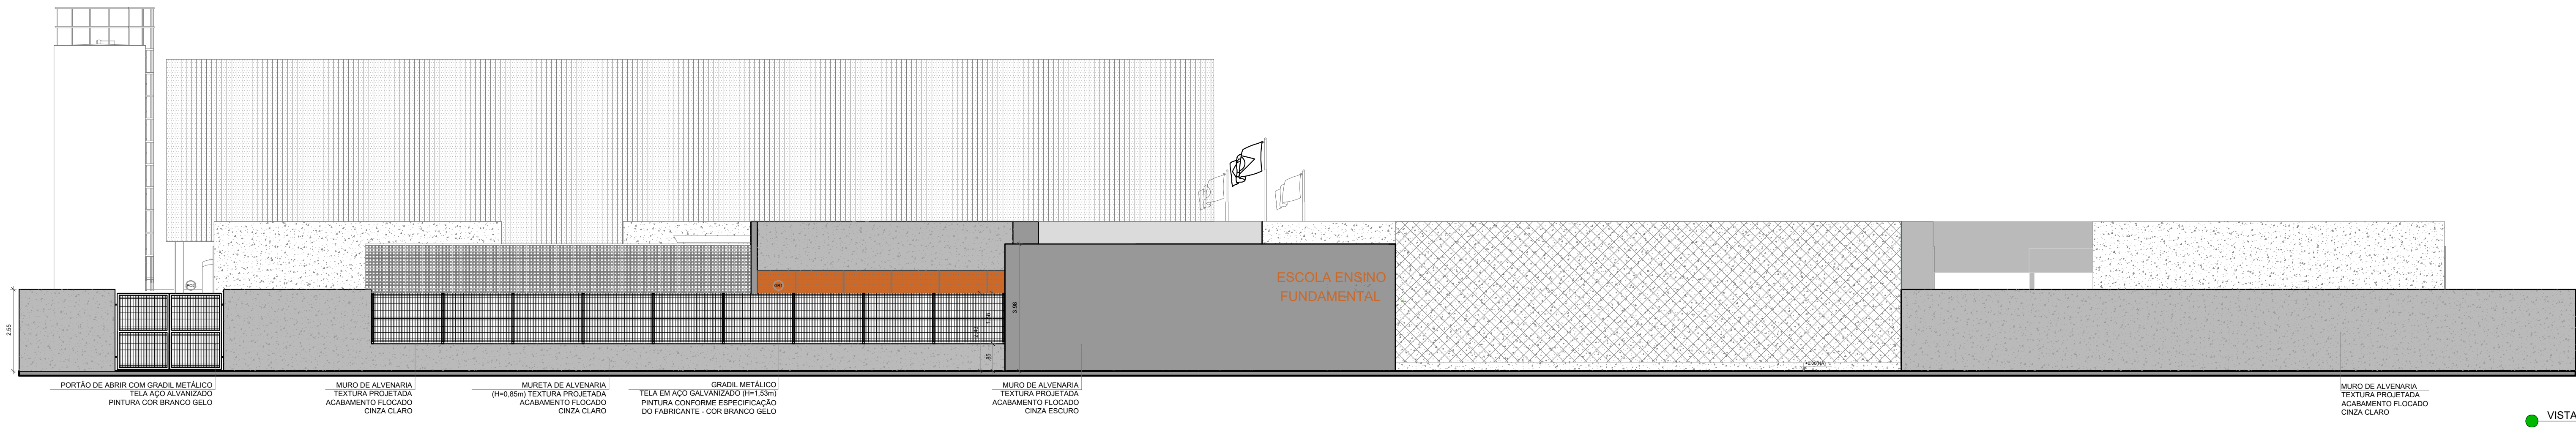 ESCOLA ENSINO
FUNDAMENTAL
2.55
2.43
1.58
.85
3.98
PORTÃO DE ABRIR COM GRADIL METÁLICO
TELA AÇO ALVANIZADO
PINTURA COR BRANCO GELO
MURO DE ALVENARIA
TEXTURA PROJETADA
ACABAMENTO FLOCADO
CINZA CLARO
MURETA DE ALVENARIA
(H=0,85m) TEXTURA PROJETADA
ACABAMENTO FLOCADO
CINZA CLARO
GRADIL METÁLICO
TELA EM AÇO GALVANIZADO (H=1,53m)
PINTURA CONFORME ESPECIFICAÇÃO
DO FABRICANTE - COR BRANCO GELO
MURO DE ALVENARIA
TEXTURA PROJETADA
ACABAMENTO FLOCADO
CINZA ESCURO
MURO DE ALVENARIA
TEXTURA PROJETADA
ACABAMENTO FLOCADO
CINZA CLARO
VISTA